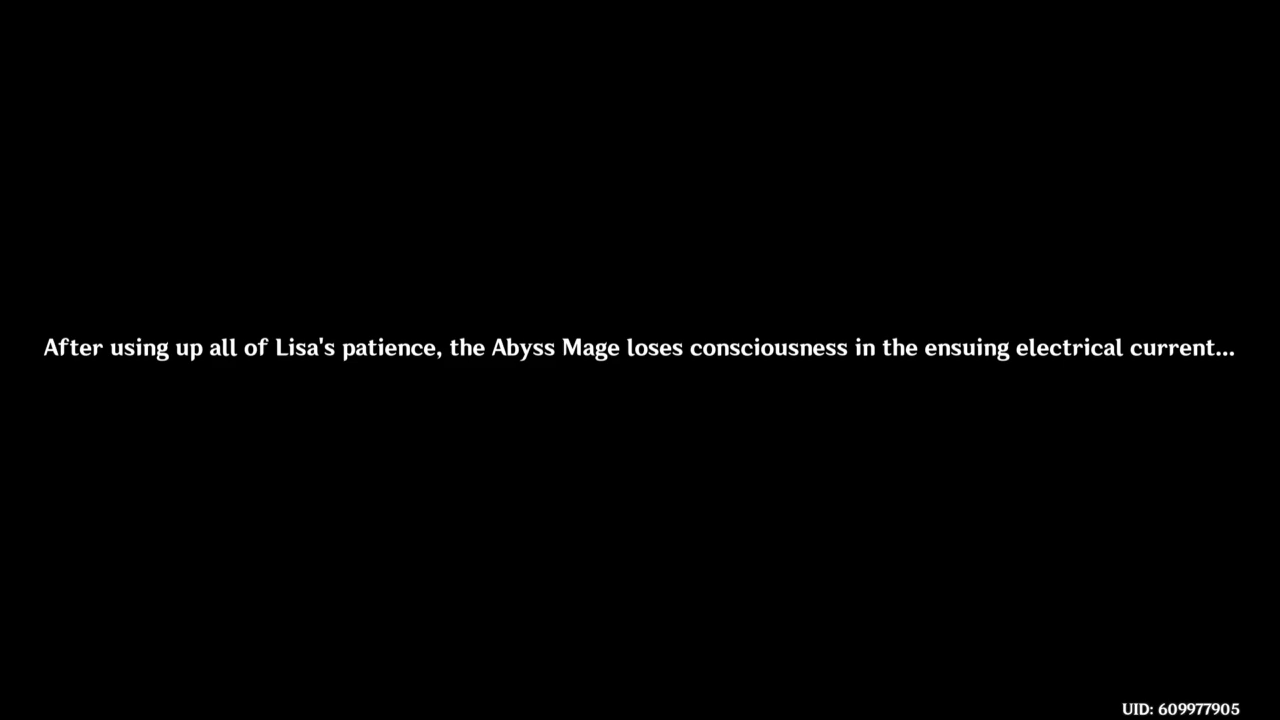 After using up all of Lisa's patience, the Abyss Mage loses consciousness in the ensuing electrical current...
UID: 609977905